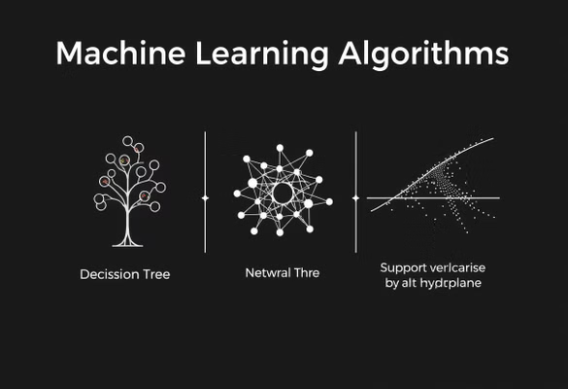 Machine Learning Algorithms
Decission Tree
Netwral Thre
Support verlcarise
by alt hydrplane